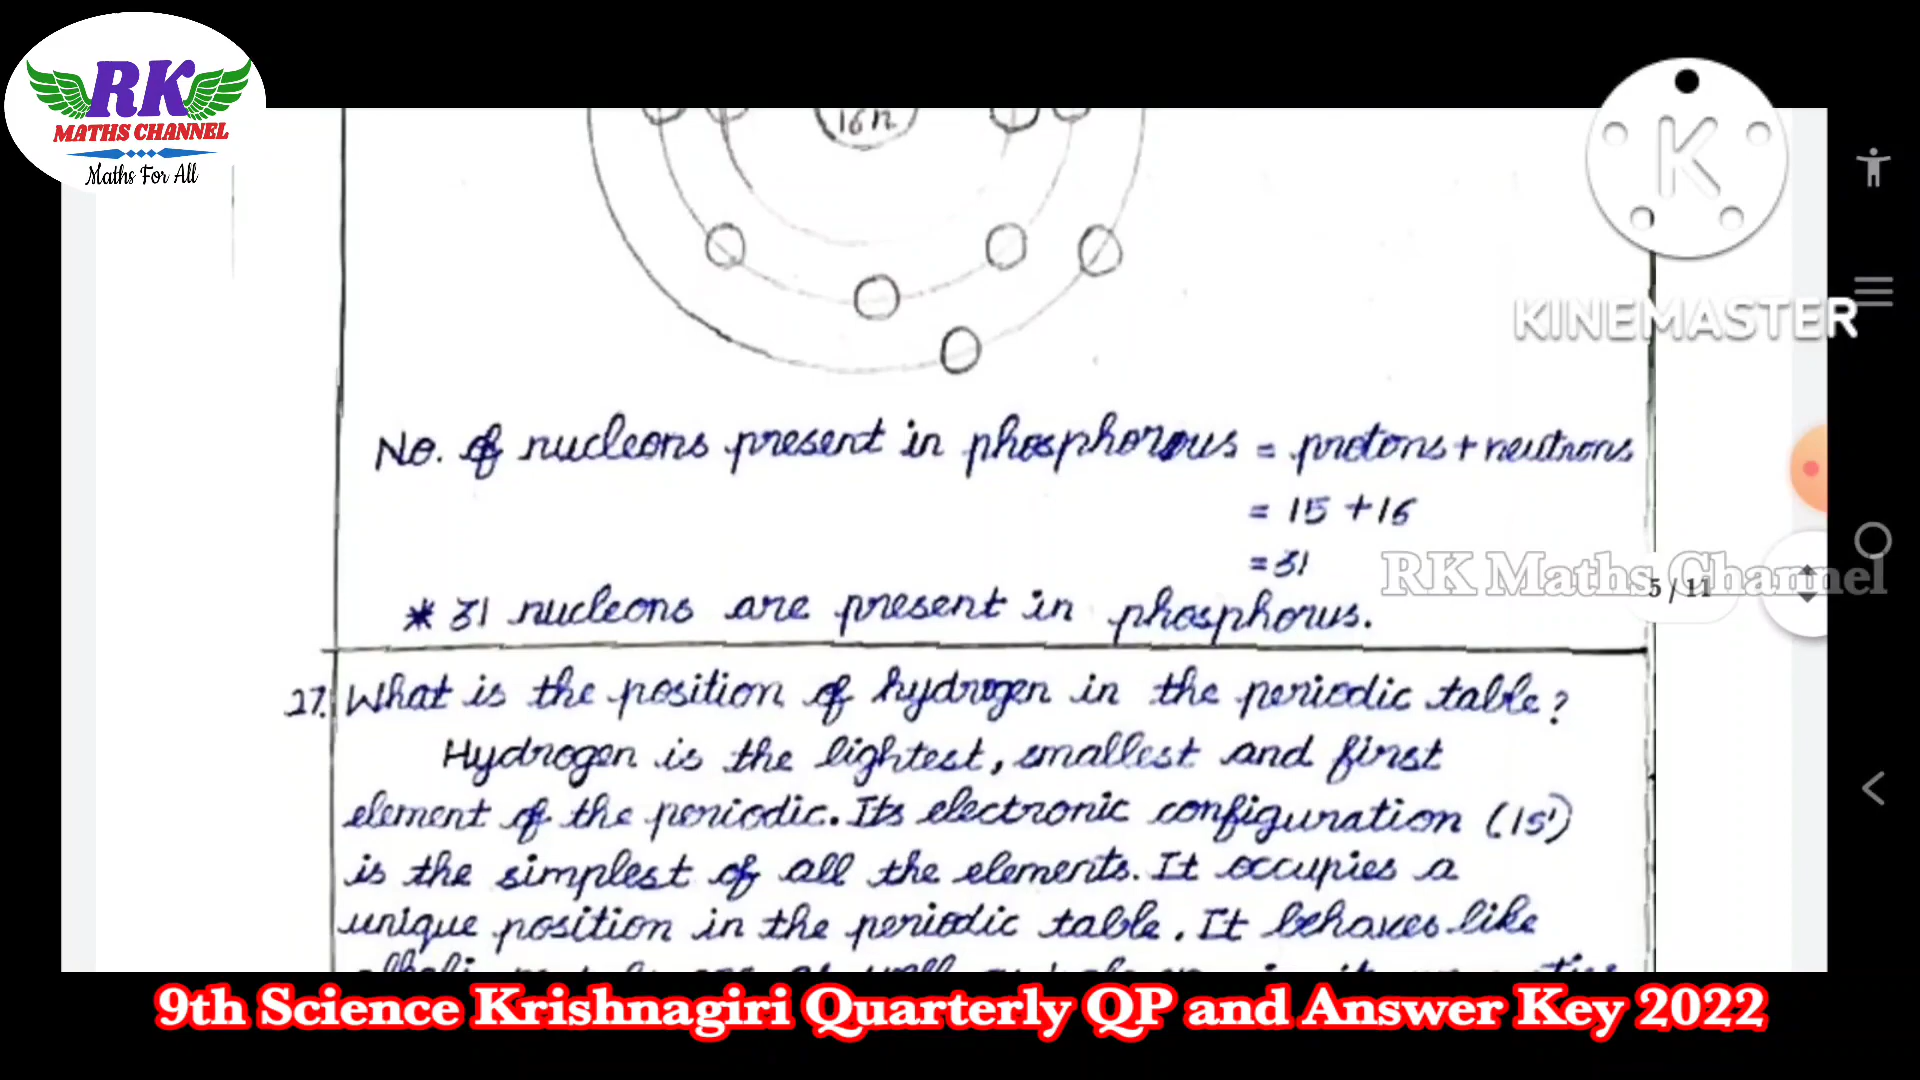 RK
MATHS CHANNEL
Maths For All
16n
K
KINEMASTER
No. of nucleons present in phosphorous = protons + neutrons
= 15 + 16
= 31
RK Maths Channel
5 / 11
* 31 nucleons are present in phosphorus.
27. What is the position of hydrogen in the periodic table?
Hydrogen is the lightest, smallest and first
element of the periodic. Its electronic configuration (1s¹)
is the simplest of all the elements. It occupies a
unique position in the periodic table. It behaves like
9th Science Krishnagiri Quarterly QP and Answer Key 2022